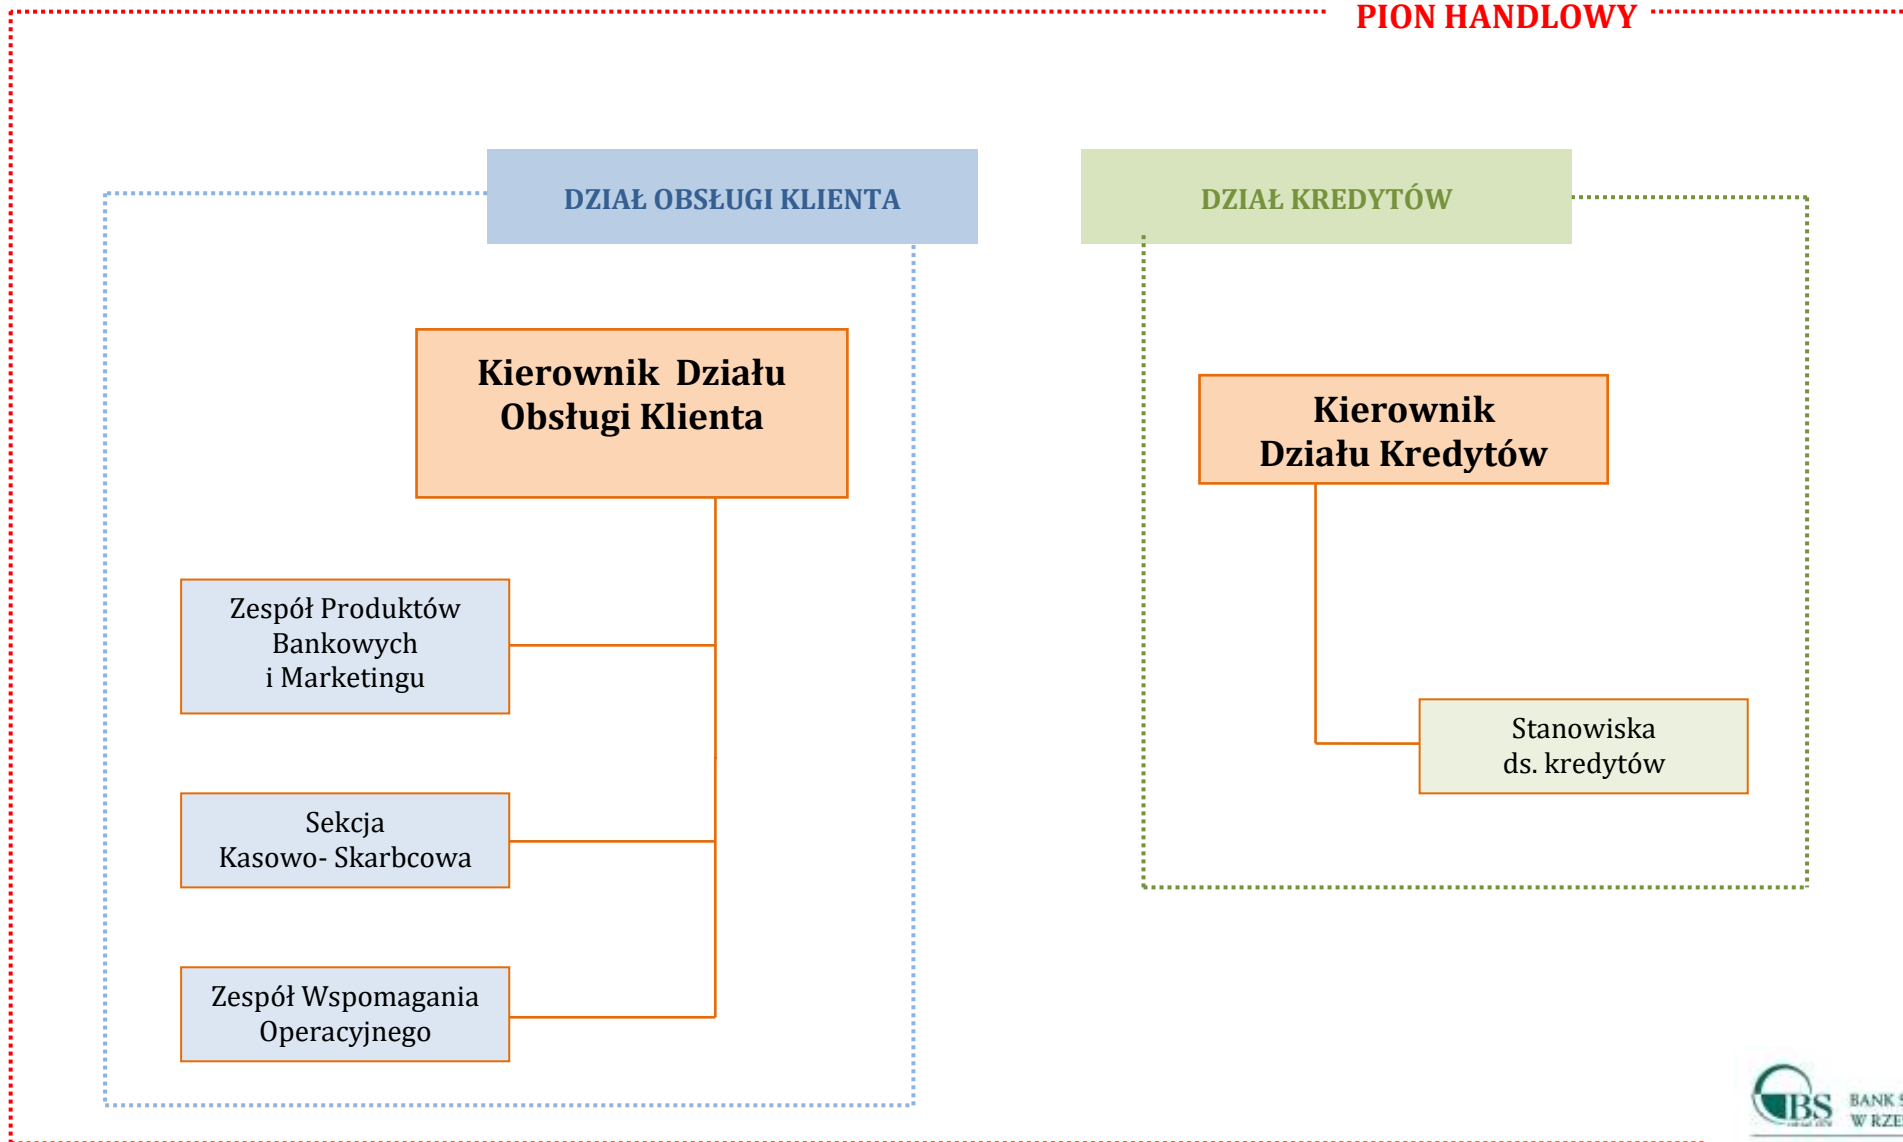 PION HANDLOWY
DZIAŁ OBSŁUGI KLIENTA
Kierownik Działu
Obsługi Klienta
Zespół Produktów
Bankowych
i Marketingu
Sekcja
Kasowo- Skarbcowa
Zespół Wspomagania
Operacyjnego
DZIAŁ KREDYTÓW
Kierownik
Działu Kredytów
Stanowiska
ds. kredytów
BS
BANK
W